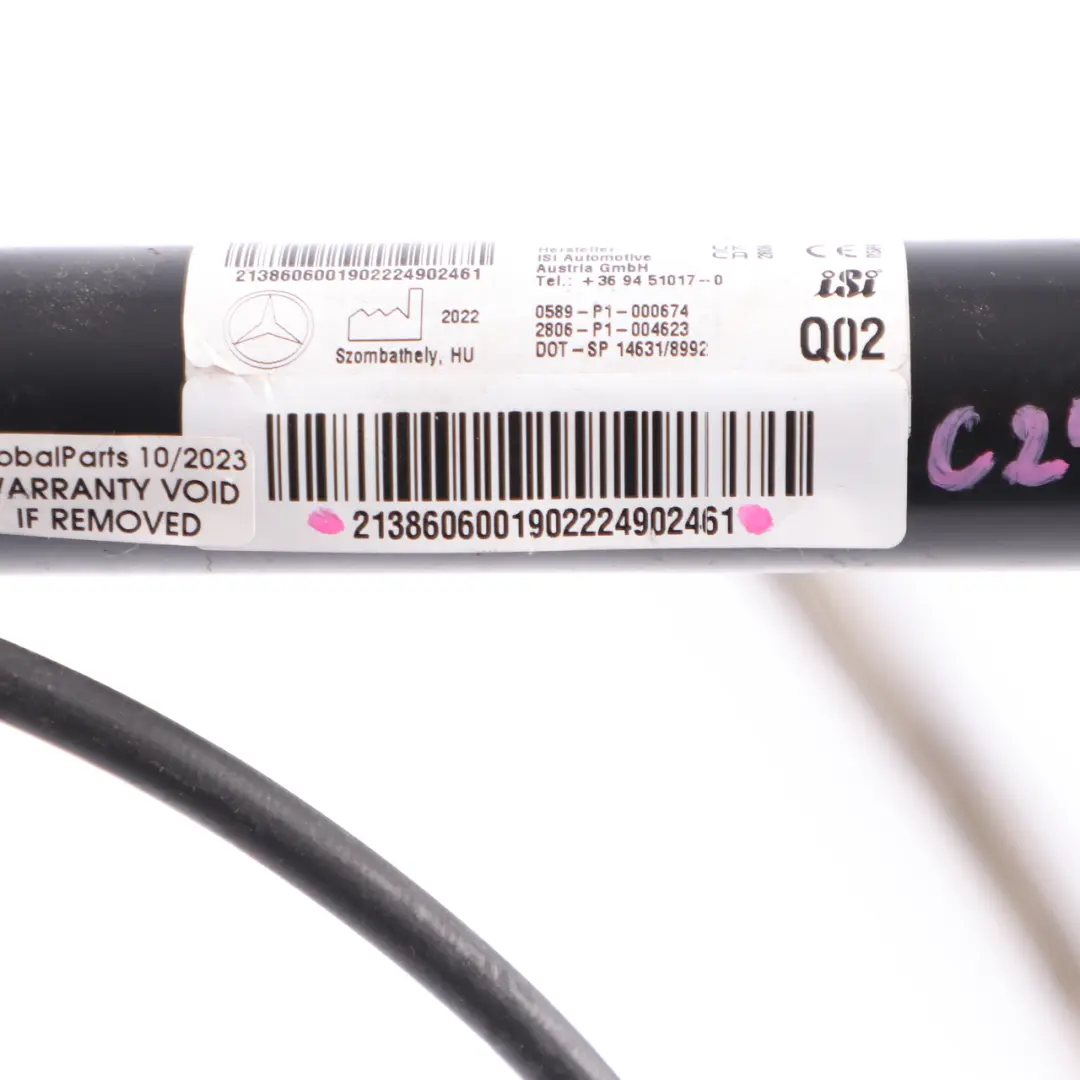 2138606001902224902461
2022
Szombathely, HU
Hersteller:
ISI Automotive
Austria GmbH
Tel.: +36 94 51017-0
0589-P1-000674
2806-P1-004623
DOT-SP 14631/8992
CE
isi
Q02
2138606001902224902461
obalParts 10/2023
WARRANTY VOID
IF REMOVED